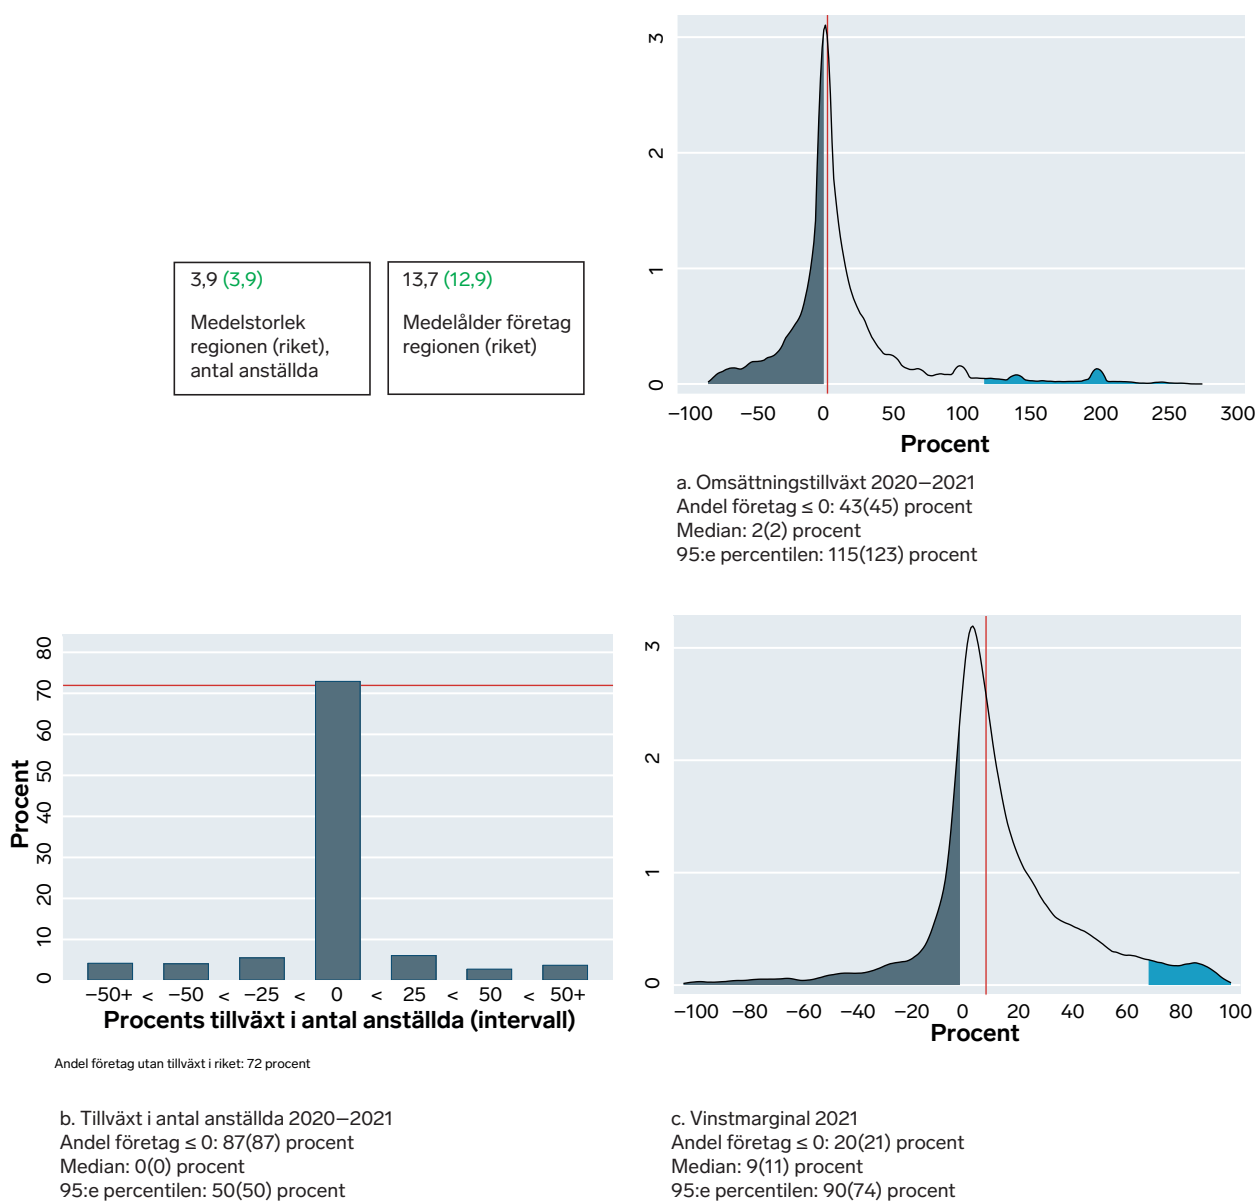 3,9 (3,9)
Medelstorlek
regionen (riket),
antal anställda
13,7 (12,9)
Medelålder företag
regionen (riket)
3
2
1
0
−100 −50 0 50 100 150 200 250 300
Procent
a. Omsättningstillväxt 2020–2021
Andel företag ≤ 0: 43(45) procent
Median: 2(2) procent
95:e percentilen: 115(123) procent
Procent
80
70
60
50
40
30
20
10
0
−50+ < −50 < −25 < 0 < 25 < 50 < 50+
Procents tillväxt i antal anställda (intervall)
Andel företag utan tillväxt i riket: 72 procent
b. Tillväxt i antal anställda 2020–2021
Andel företag ≤ 0: 87(87) procent
Median: 0(0) procent
95:e percentilen: 50(50) procent
3
2
1
0
−100 −80 −60 −40 −20 0 20 40 60 80 100
Procent
c. Vinstmarginal 2021
Andel företag ≤ 0: 20(21) procent
Median: 9(11) procent
95:e percentilen: 90(74) procent